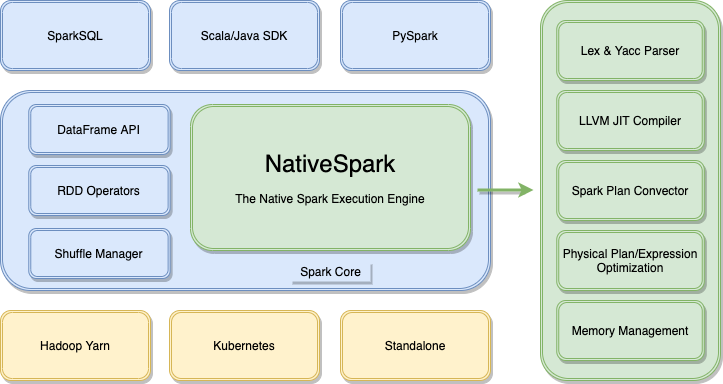 SparkSQL
Scala/Java SDK
PySpark
DataFrame API
RDD Operators
Shuffle Manager
NativeSpark
The Native Spark Execution Engine
Spark Core
Hadoop Yarn
Kubernetes
Standalone
Lex & Yacc Parser
LLVM JIT Compiler
Spark Plan Convector
Physical Plan/Expression
Optimization
Memory Management